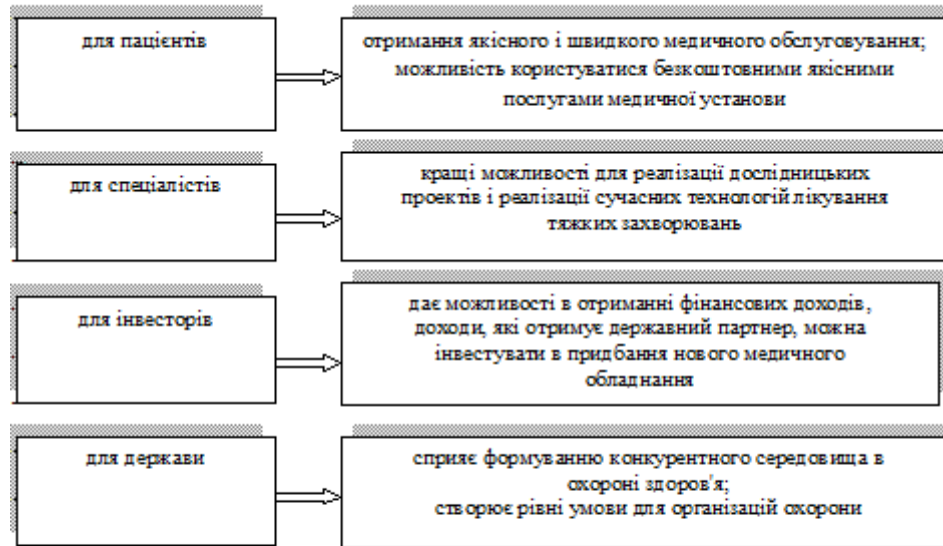 для пацієнтів
отримання якісного і швидкого медичного обслуговування;
можливість користуватися безкоштовними якісними
послугами медичної установи
для спеціалістів
кращі можливості для реалізації дослідницьких
проектів і реалізації сучасних технологій лікування
тяжких захворювань
для інвесторів
дає можливості в отриманні фінансових доходів,
доходи, які отримує державний партнер, можна
інвестувати в придбання нового медичного
обладнання
для держави
сприяє формуванню конкурентного середовища в
охороні здоров'я;
створює рівні умови для організацій охорони